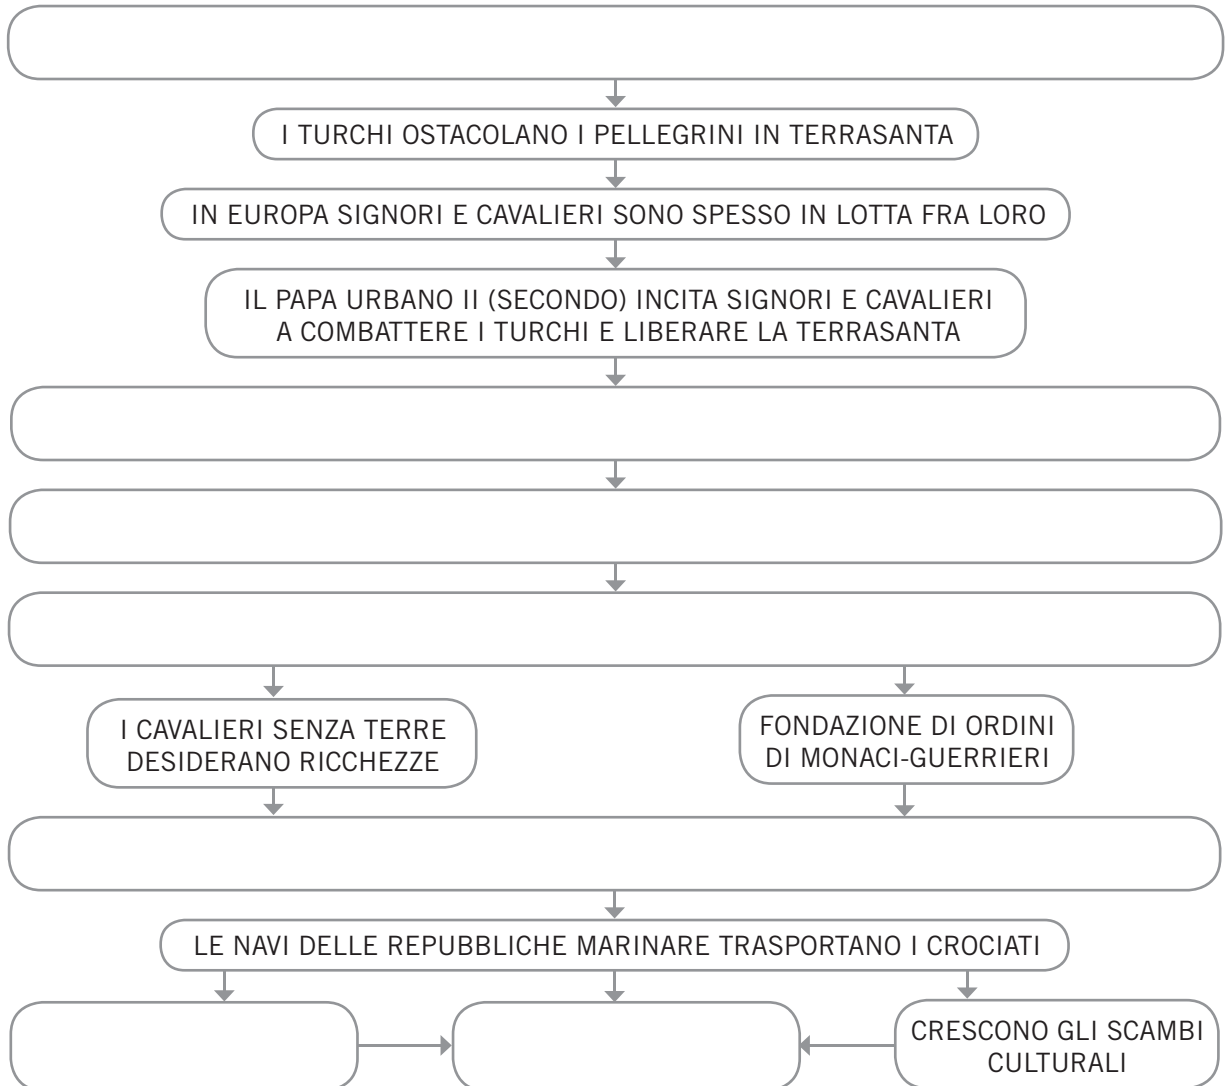 I TURCHI OSTACOLANO I PELLEGRINI IN TERRASANTA
IN EUROPA SIGNORI E CAVALIERI SONO SPESSO IN LOTTA FRA LORO
IL PAPA URBANO II (SECONDO) INCITA SIGNORI E CAVALIERI
A COMBATTERE I TURCHI E LIBERARE LA TERRASANTA
I CAVALIERI SENZA TERRE
DESIDERANO RICCHEZZE
FONDAZIONE DI ORDINI
DI MONACI-GUERRIERI
LE NAVI DELLE REPUBBLICHE MARINARE TRASPORTANO I CROCIATI
CRESCONO GLI SCAMBI
CULTURALI